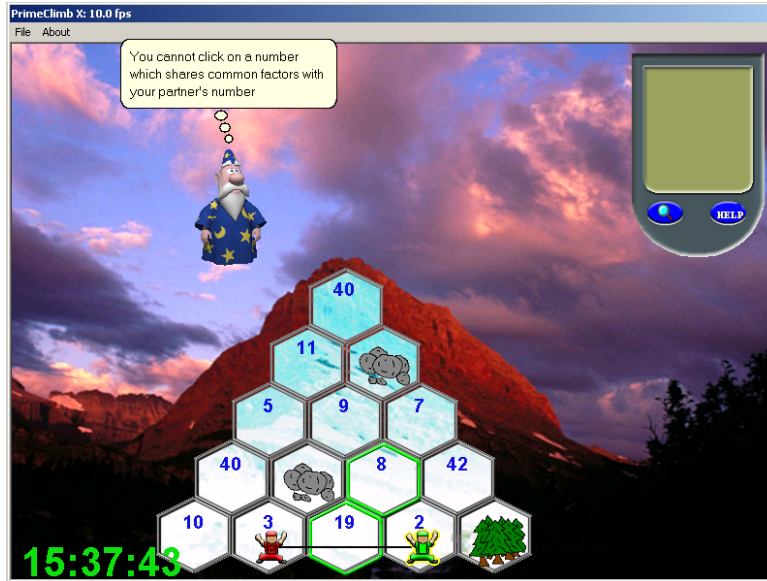 PrimeClimb X: 10.0 fps
File About
You cannot click on a number
which shares common factors with
your partner's number
HELP
40
11
5 9 7
40 8 42
10 3 19 2
15:37:43